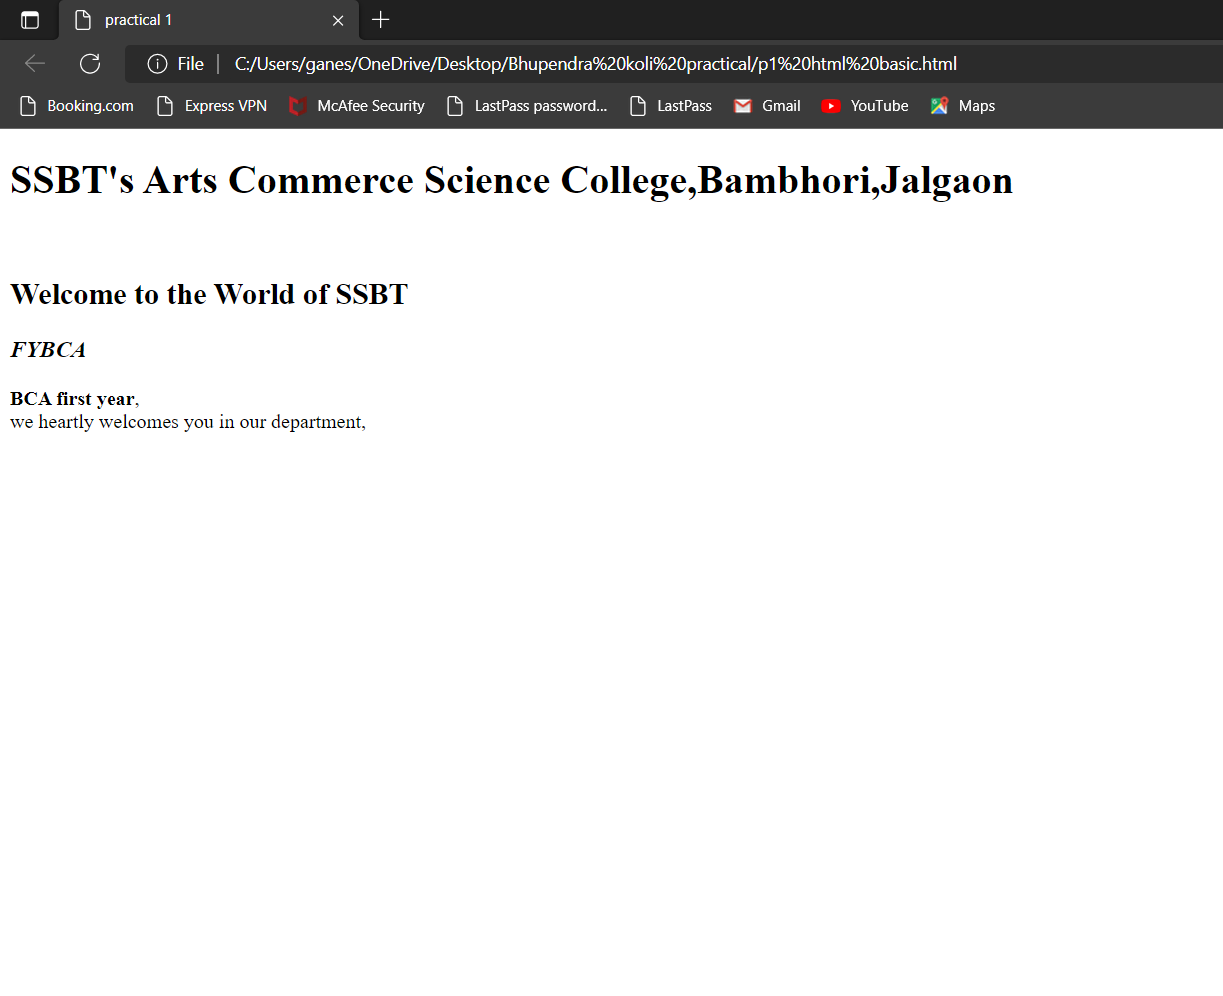 practical 1
File C:/Users/ganes/OneDrive/Desktop/Bhupendra%20koli%20practical/p1%20html%20basic.html
Booking.com Express VPN McAfee Security LastPass password... LastPass Gmail YouTube Maps
SSBT's Arts Commerce Science College,Bambhori,Jalgaon
Welcome to the World of SSBT
FYBCA
BCA first year,
we heartly welcomes you in our department,